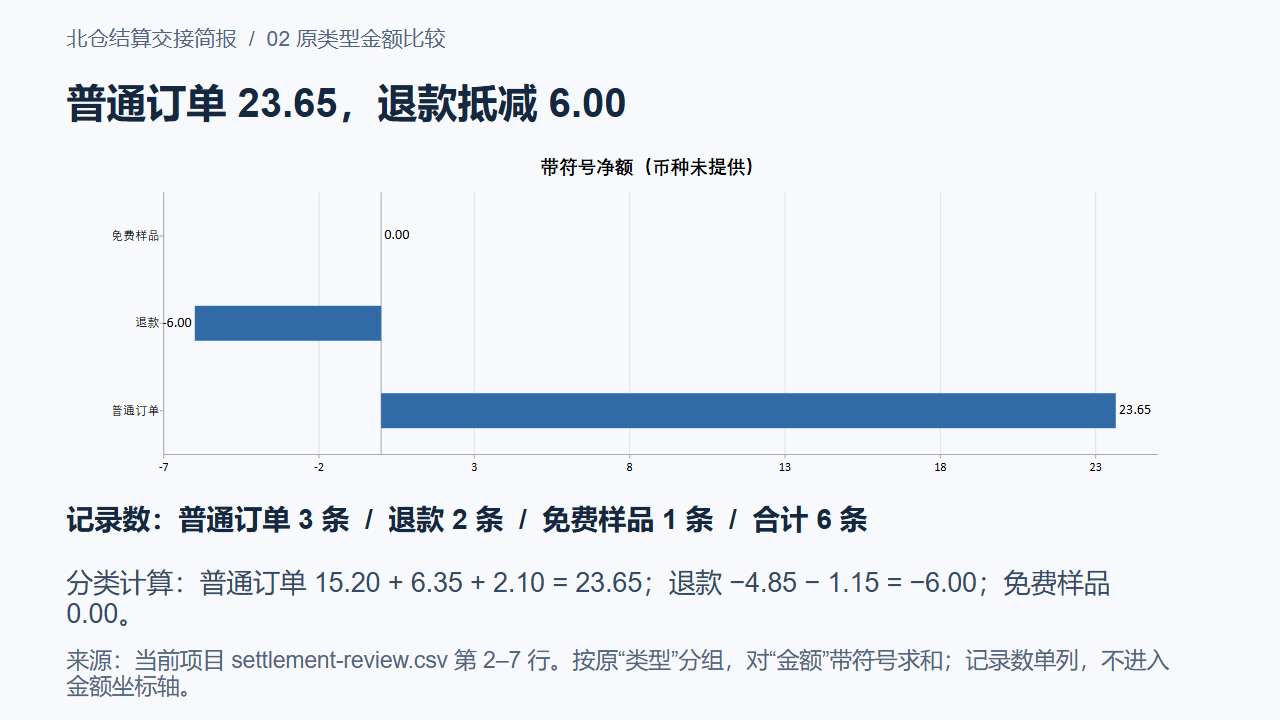 北仓结算交接简报 / 02 原类型金额比较
普通订单 23.65，退款抵减 6.00
带符号净额（币种未提供）
免费样品
0.00
退款
-6.00
普通订单
23.65
-7
-2
3
8
13
18
23
记录数：普通订单 3 条 / 退款 2 条 / 免费样品 1 条 / 合计 6 条
分类计算：普通订单 15.20 + 6.35 + 2.10 = 23.65；退款 −4.85 − 1.15 = −6.00；免费样品
0.00。
来源：当前项目 settlement-review.csv 第 2–7 行。按原“类型”分组，对“金额”带符号求和；记录数单列，不进入
金额坐标轴。